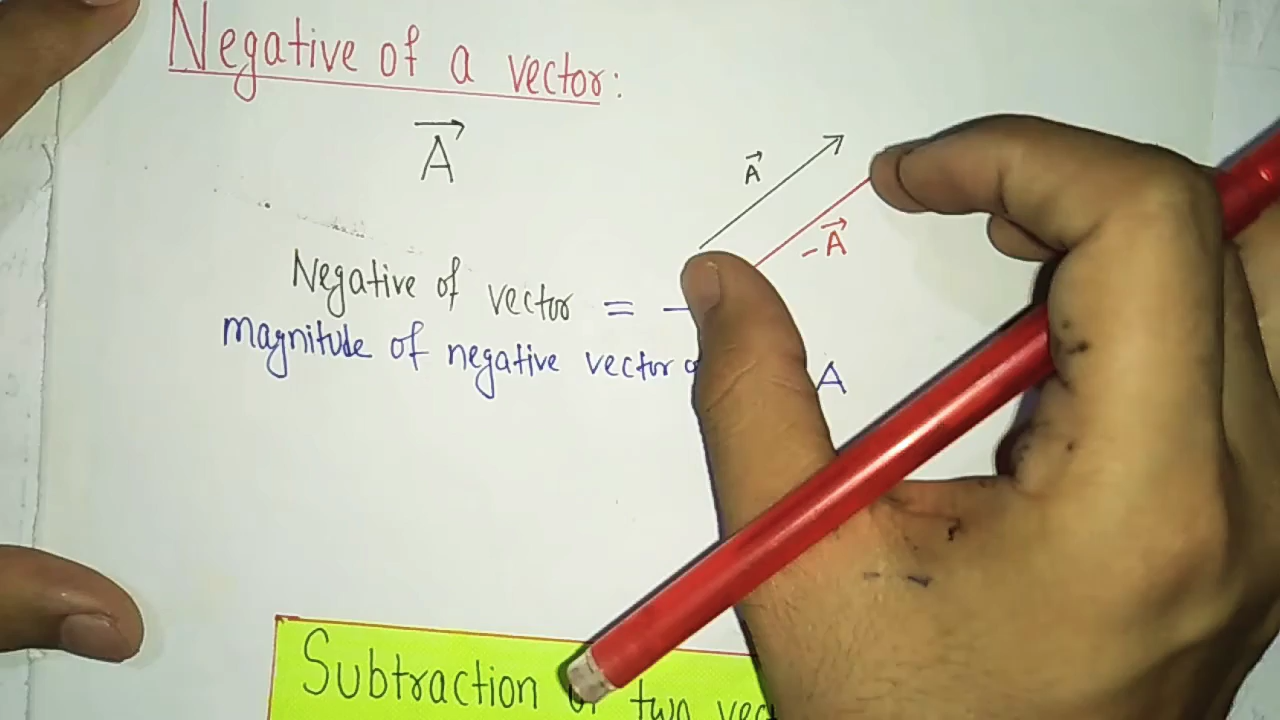 Negative of a vector:
A
A
-A
Negative of vector = -
magnitude of negative vector
A
Subtraction two